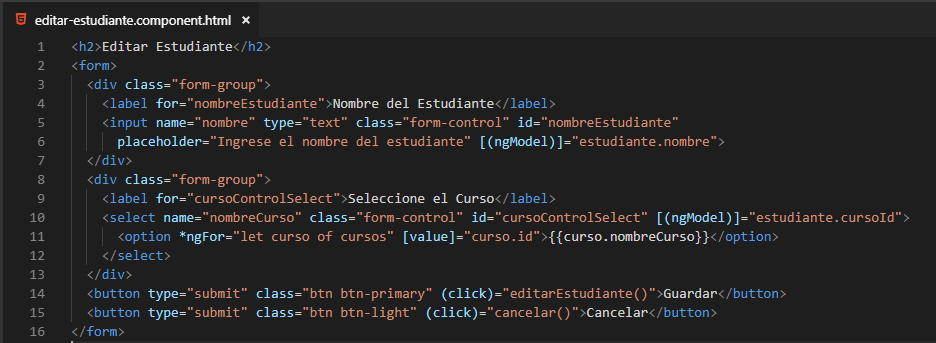 editar-estudiante.component.html ×
1 <h2>Editar Estudiante</h2>
2 <form>
3   <div class="form-group">
4     <label for="nombreEstudiante">Nombre del Estudiante</label>
5     <input name="nombre" type="text" class="form-control" id="nombreEstudiante"
6       placeholder="Ingrese el nombre del estudiante" [(ngModel)]="estudiante.nombre">
7   </div>
8   <div class="form-group">
9     <label for="cursoControlSelect">Seleccione el Curso</label>
10     <select name="nombreCurso" class="form-control" id="cursoControlSelect" [(ngModel)]="estudiante.cursoId">
11       <option *ngFor="let curso of cursos" [value]="curso.id">{{curso.nombreCurso}}</option>
12     </select>
13   </div>
14   <button type="submit" class="btn btn-primary" (click)="editarEstudiante()">Guardar</button>
15   <button type="submit" class="btn btn-light" (click)="cancelar()">Cancelar</button>
16 </form>